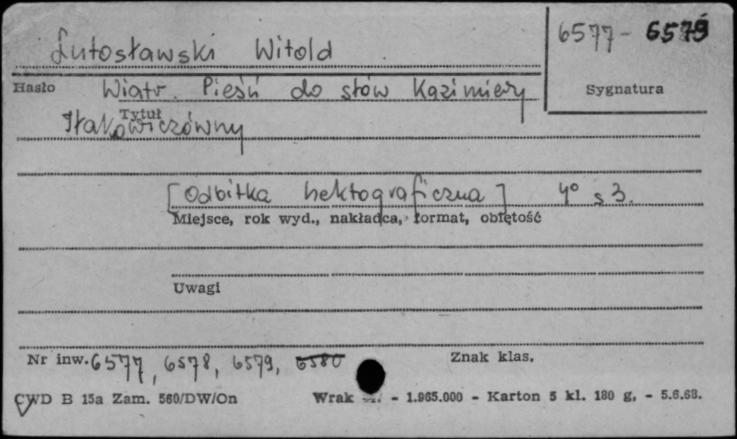 Lutosławski Witold
6577- 6579
Hasło
Wiatr. Pieśń do słów Kazimiery
Sygnatura
Tytuł
Iłłakowiczówny
[Odbitka hektograficzna] 4° s 3.
Miejsce, rok wyd., nakładca, format, objętość
Uwagi
Nr inw. 6577, 6578, 6579, 6580
Znak klas.
CWD B 15a Zam. 560/DW/On
Wrak - 1.965.000 - Karton 5 kl. 180 g, - 5.6.68.